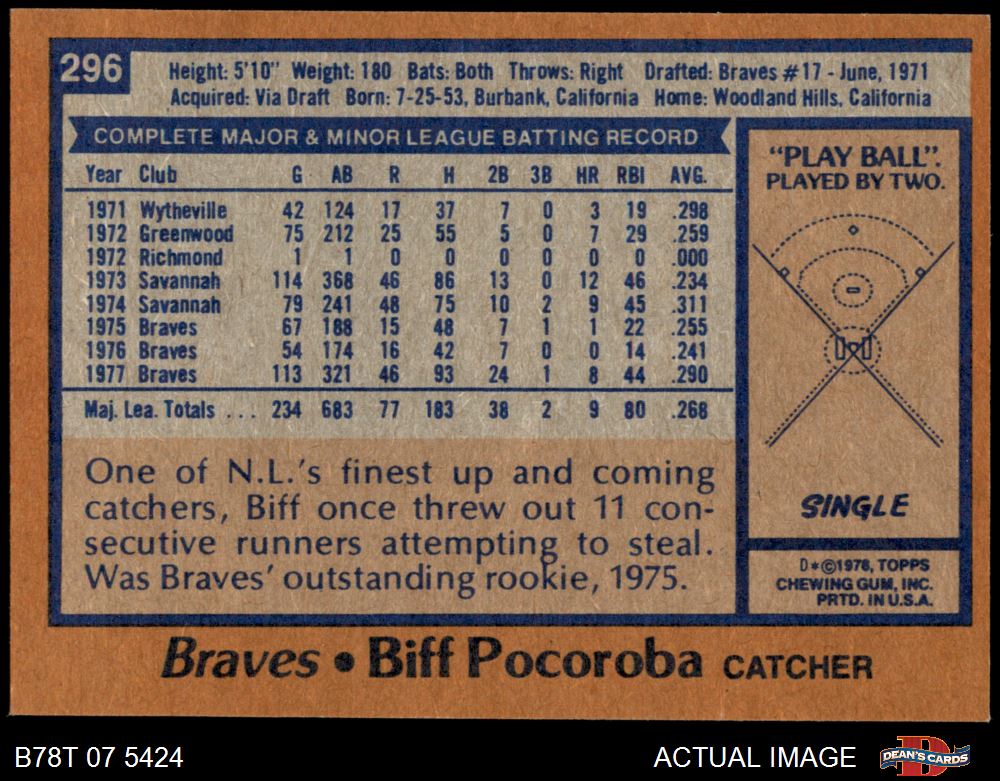 296
Height: 5'10" Weight: 180 Bats: Both Throws: Right Drafted: Braves #17 - June, 1971
Acquired: Via Draft Born: 7-25-53, Burbank, California Home: Woodland Hills, California
COMPLETE MAJOR & MINOR LEAGUE BATTING RECORD
Year Club G AB R H 2B 3B HR RBI AVG.
1971 Wytheville 42 124 17 37 7 0 3 19 .298
1972 Greenwood 75 212 25 55 5 0 7 29 .259
1972 Richmond 1 1 0 0 0 0 0 0 .000
1973 Savannah 114 368 46 86 13 0 12 46 .234
1974 Savannah 79 241 48 75 10 2 9 45 .311
1975 Braves 67 188 15 48 7 1 1 22 .255
1976 Braves 54 174 16 42 7 0 0 14 .241
1977 Braves 113 321 46 93 24 1 8 44 .290
Maj. Lea. Totals . . . 234 683 77 183 38 2 9 80 .268
One of N.L.'s finest up and coming
catchers, Biff once threw out 11 con-
secutive runners attempting to steal.
Was Braves' outstanding rookie, 1975.
"PLAY BALL".
PLAYED BY TWO.
SINGLE
D*©1978, TOPPS
CHEWING GUM, INC.
PRTD. IN U.S.A.
Braves • Biff Pocoroba CATCHER
B78T 07 5424
ACTUAL IMAGE
D
DEAN'S CARDS